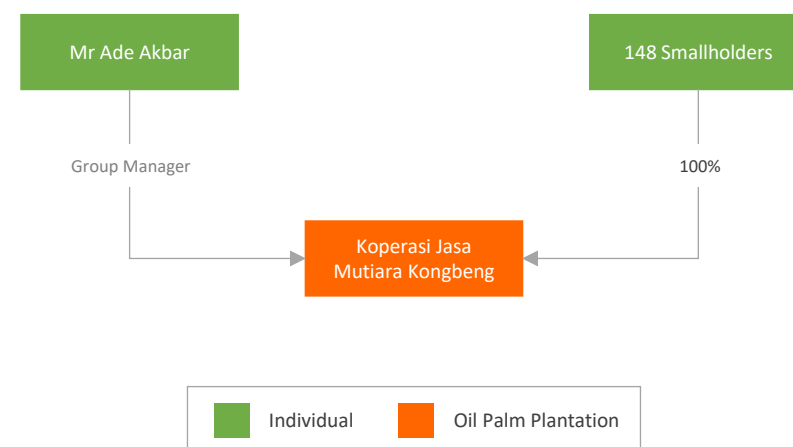 Mr Ade Akbar
148 Smallholders
Group Manager
100%
Koperasi Jasa
Mutiara Kongbeng
Individual
Oil Palm Plantation